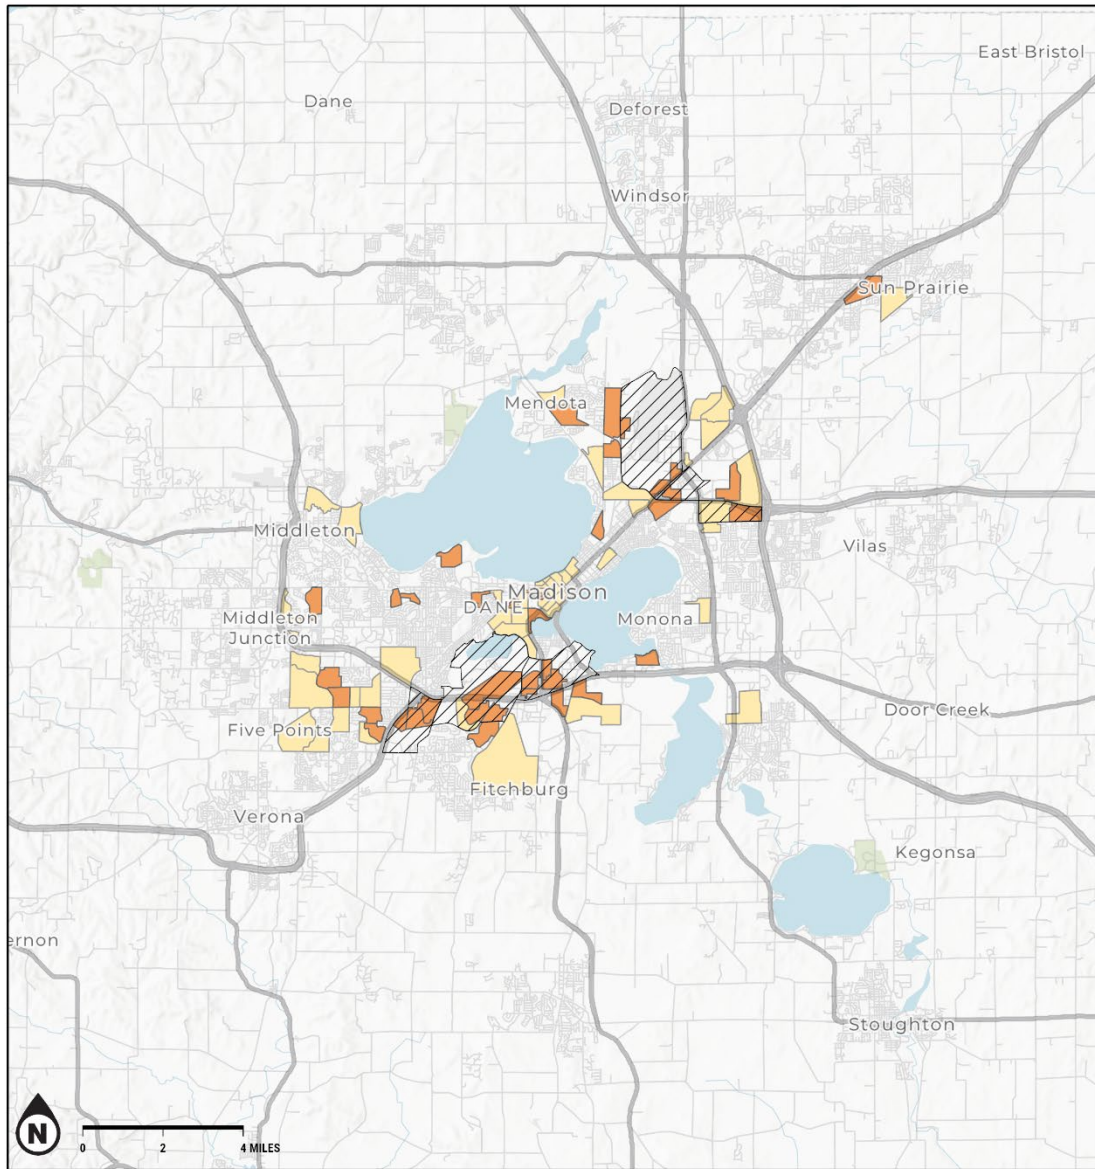 East Bristol
Dane
Deforest
Windsor
Sun Prairie
Mendota
Middleton
Vilas
Madison
DANE
Middleton
Junction
Monona
Door Creek
Five Points
Fitchburg
Verona
Kegonsa
ernon
Stoughton
N
0 2 4 MILES